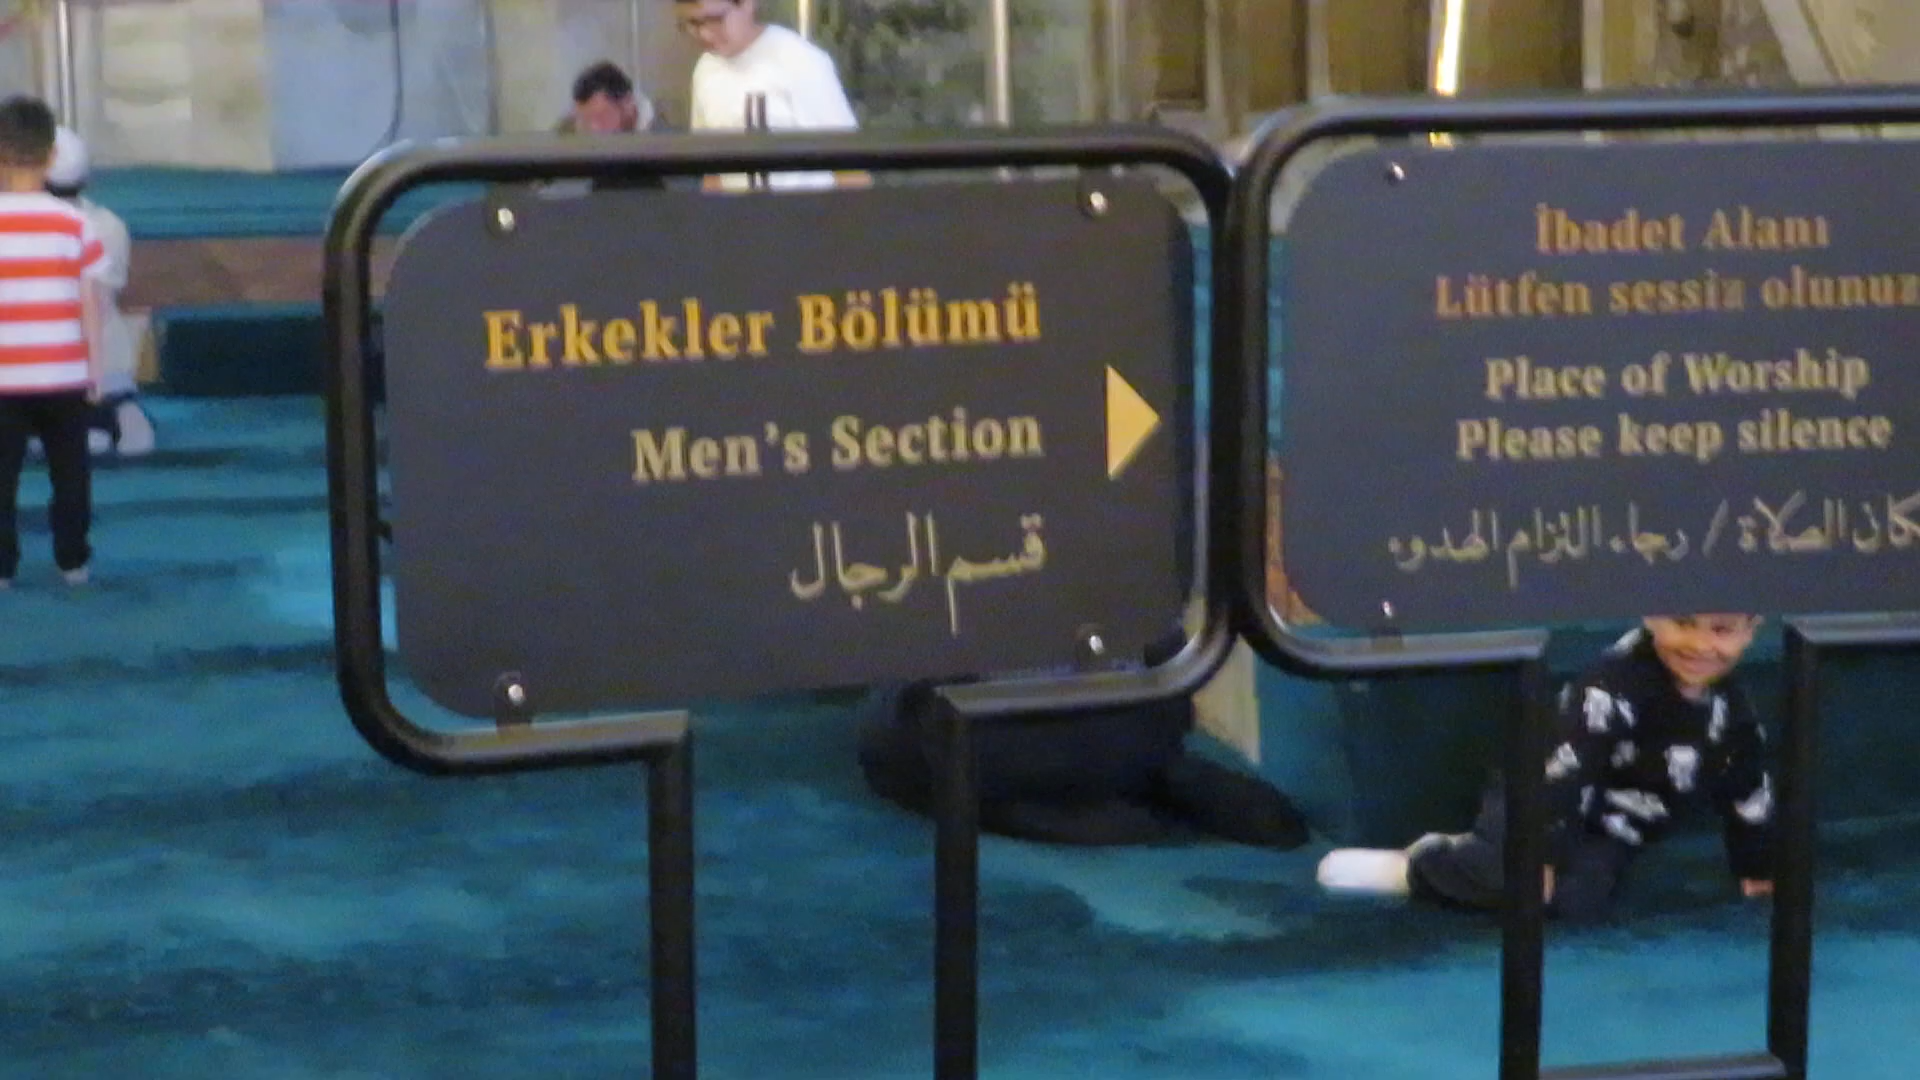 Erkekler Bölümü
Men's Section
قسم الرجال
İbadet Alanı
Lütfen sessiz olunuz
Place of Worship
Please keep silence
الصلاة / رجاء التزام الهدوء